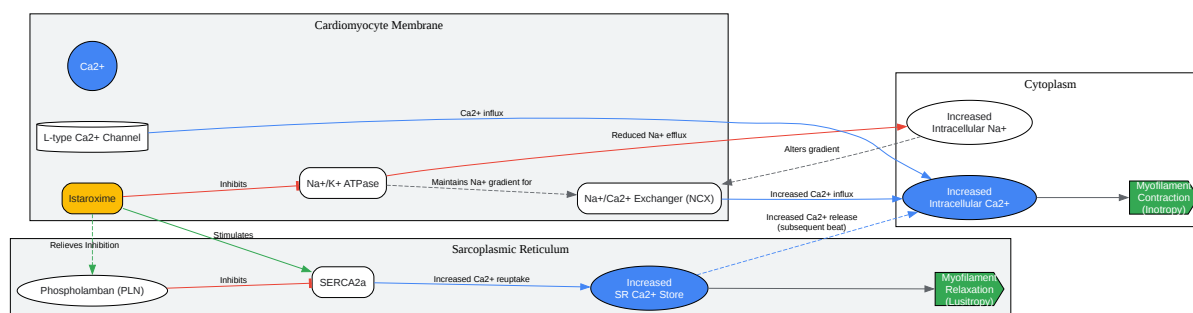 Cardiomyocyte Membrane
Ca2+
Cytoplasm
L-type Ca2+ Channel
Ca2+ influx
Increased
Intracellular Na+
Reduced Na+ efflux
Alters gradient
Istaroxime
Inhibits
Na+/K+ ATPase
Maintains Na+ gradient for
Na+/Ca2+ Exchanger (NCX)
Increased Ca2+ influx
Increased
Intracellular Ca2+
Myofilament
Contraction
(Inotropy)
Increased Ca2+ release
(subsequent beat)
Relieves Inhibition
Stimulates
Sarcoplasmic Reticulum
Phospholamban (PLN)
Inhibits
SERCA2a
Increased Ca2+ reuptake
Increased
SR Ca2+ Store
Myofilament
Relaxation
(Lusitropy)